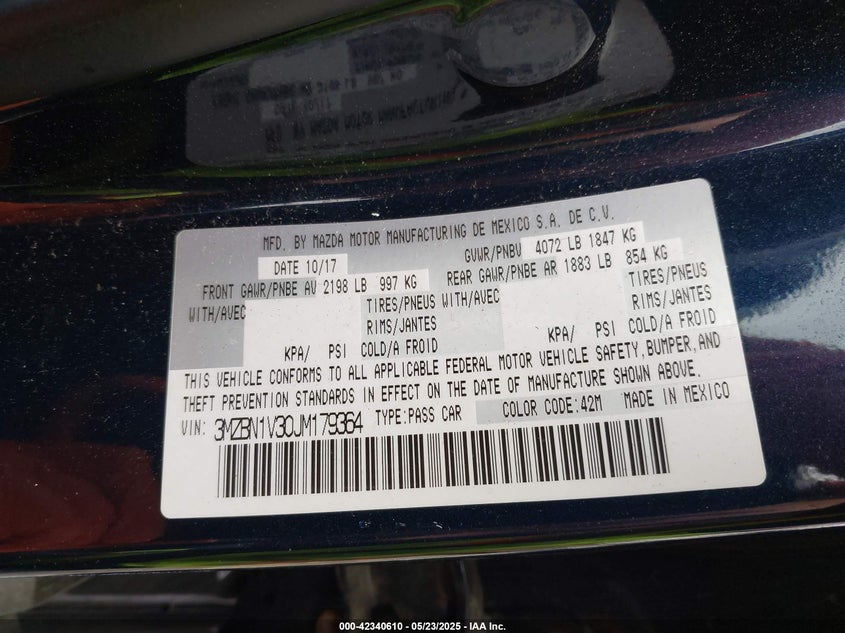 MFD. BY MAZDA MOTOR MANUFACTURING DE MEXICO S.A. DE C.V.
DATE 10/17 GVWR/PNBV 4072 LB 1847 KG
FRONT GAWR/PNBE AV 2198 LB 997 KG REAR GAWR/PNBE AR 1883 LB 854 KG
WITH/AVEC TIRES/PNEUS WITH/AVEC TIRES/PNEUS
RIMS/JANTES RIMS/JANTES
KPA/ PSI COLD/A FROID KPA/ PSI COLD/A FROID
THIS VEHICLE CONFORMS TO ALL APPLICABLE FEDERAL MOTOR VEHICLE SAFETY, BUMPER, AND
THEFT PREVENTION STANDARDS IN EFFECT ON THE DATE OF MANUFACTURE SHOWN ABOVE.
VIN: 3MZBN1V30JM179364 TYPE:PASS CAR COLOR CODE:42M MADE IN MEXICO
000-42340610 - 05/23/2025 - IAA Inc.